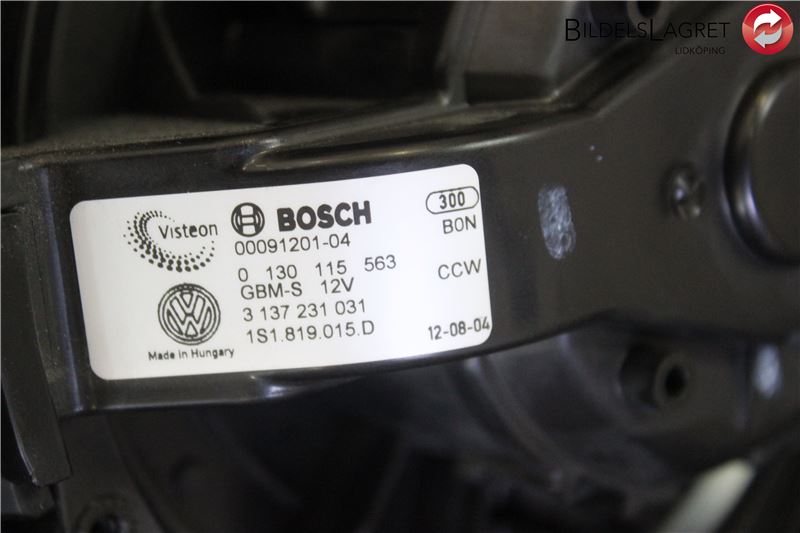 BILDELSLAGRET
LIDKÖPING
Visteon
BOSCH
300
00091201-04
B0N
0 130 115 563
CCW
GBM-S 12V
3 137 231 031
1S1.819.015.D
12-08-04
Made in Hungary